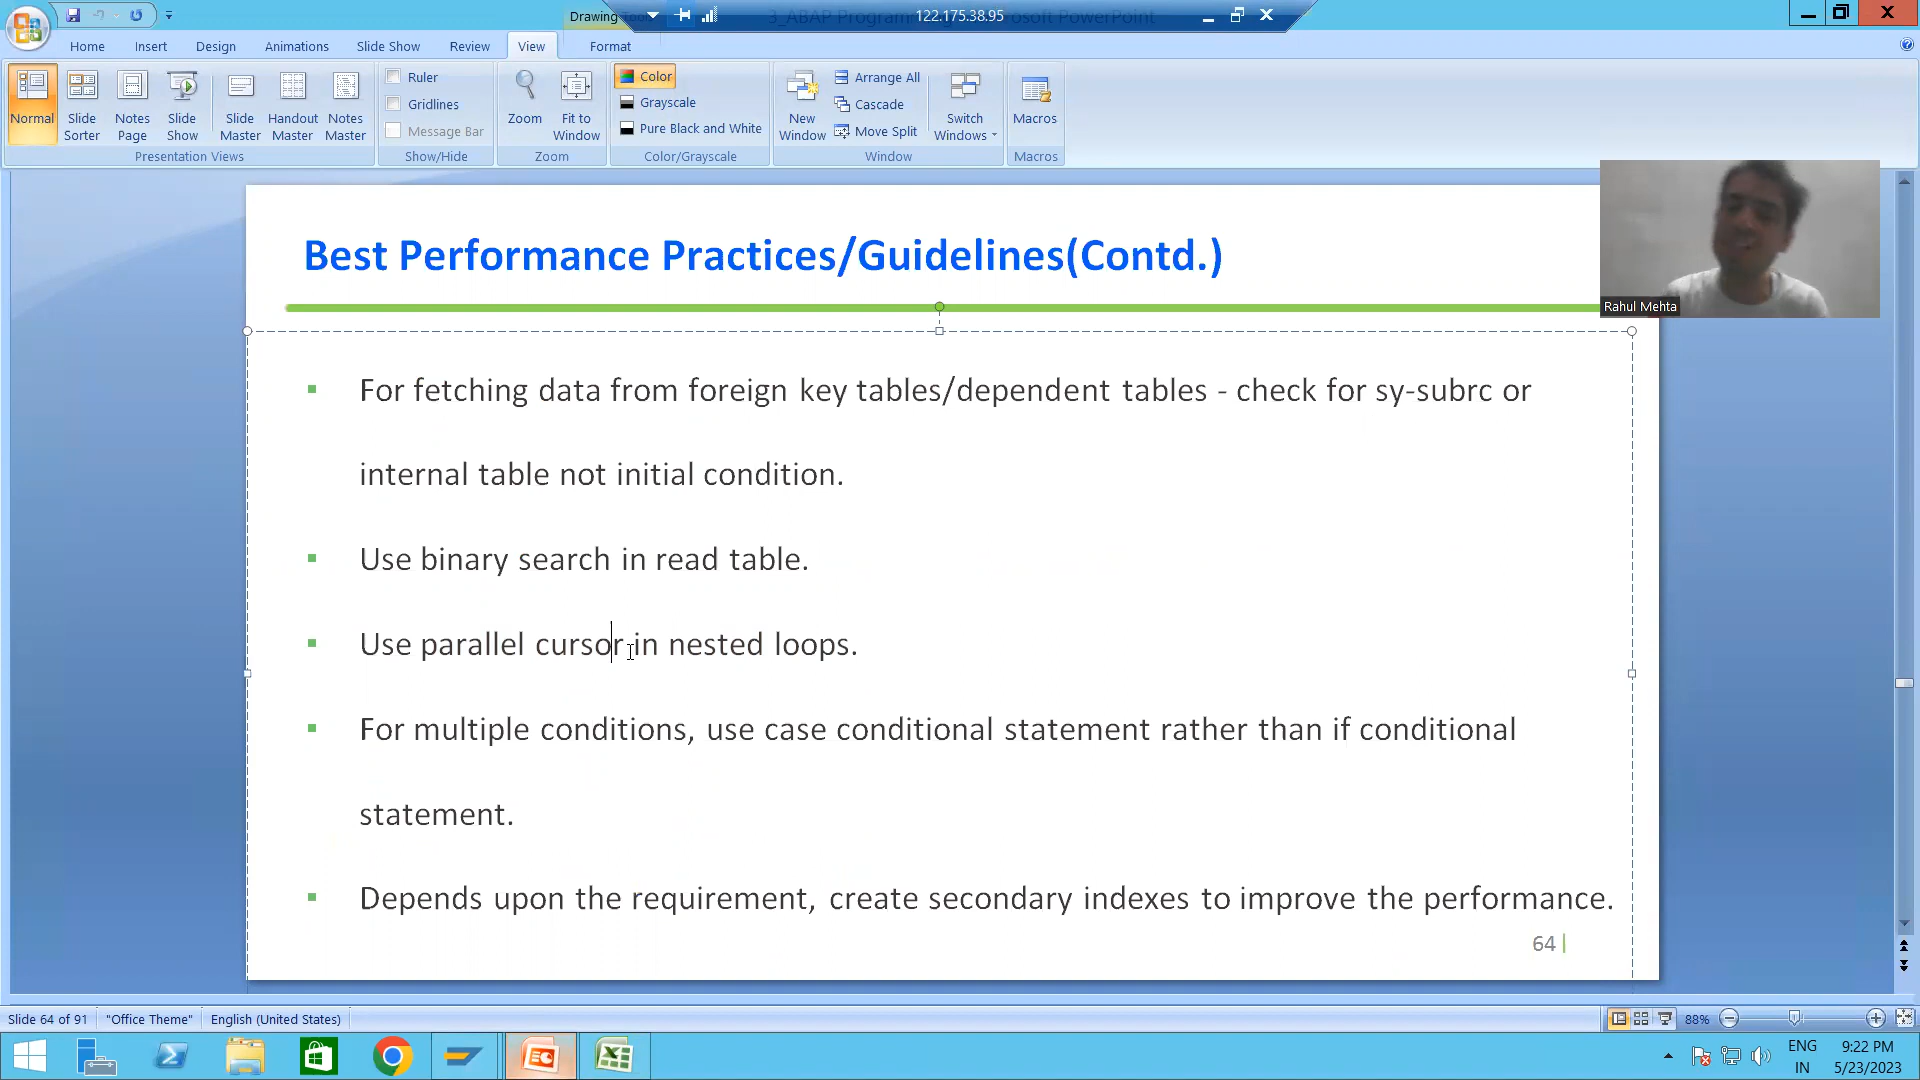 Drawing
122.175.38.95
Home Insert Design Animations Slide Show Review View Format
Normal
Slide Sorter
Notes Page
Slide Show
Slide Master
Handout Master
Notes Master
Presentation Views
Ruler
Gridlines
Message Bar
Show/Hide
Zoom
Fit to Window
Zoom
Color
Grayscale
Pure Black and White
Color/Grayscale
New Window
Arrange All
Cascade
Move Split
Switch Windows
Window
Macros
Macros
Rahul Mehta
Best Performance Practices/Guidelines(Contd.)
For fetching data from foreign key tables/dependent tables - check for sy-subrc or
internal table not initial condition.
Use binary search in read table.
Use parallel cursor in nested loops.
For multiple conditions, use case conditional statement rather than if conditional
statement.
Depends upon the requirement, create secondary indexes to improve the performance.
64
Slide 64 of 91 "Office Theme" English (United States) 88%
ENG 9:22 PM
IN 5/23/2023